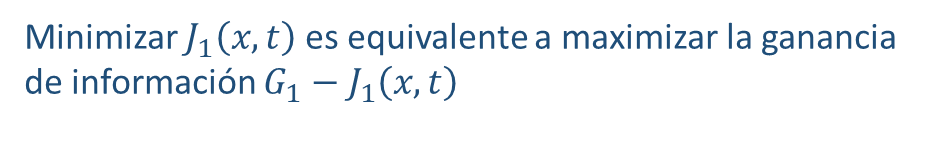 Minimizar J₁(x, t) es equivalente a maximizar la ganancia
de información G₁ − J₁(x, t)